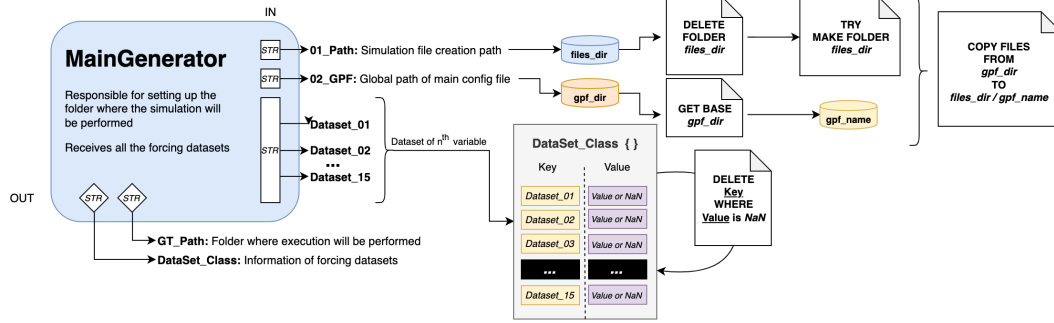 IN
MainGenerator
Responsible for setting up the
folder where the simulation will
be performed
Receives all the forcing datasets
STR
01_Path: Simulation file creation path
STR
02_GPF: Global path of main config file
STR
Dataset_01
Dataset_02
...
Dataset_15
Dataset of nth variable
OUT
STR
STR
GT_Path: Folder where execution will be performed
DataSet_Class: Information of forcing datasets
files_dir
DELETE
FOLDER
files_dir
TRY
MAKE FOLDER
files_dir
gpf_dir
GET BASE
gpf_dir
gpf_name
COPY FILES
FROM
gpf_dir
TO
files_dir / gpf_name
DataSet_Class { }
Key Value
Dataset_01 Value or NaN
Dataset_02 Value or NaN
Dataset_03 Value or NaN
... ...
Dataset_15 Value or NaN
DELETE
Key
WHERE
Value is NaN